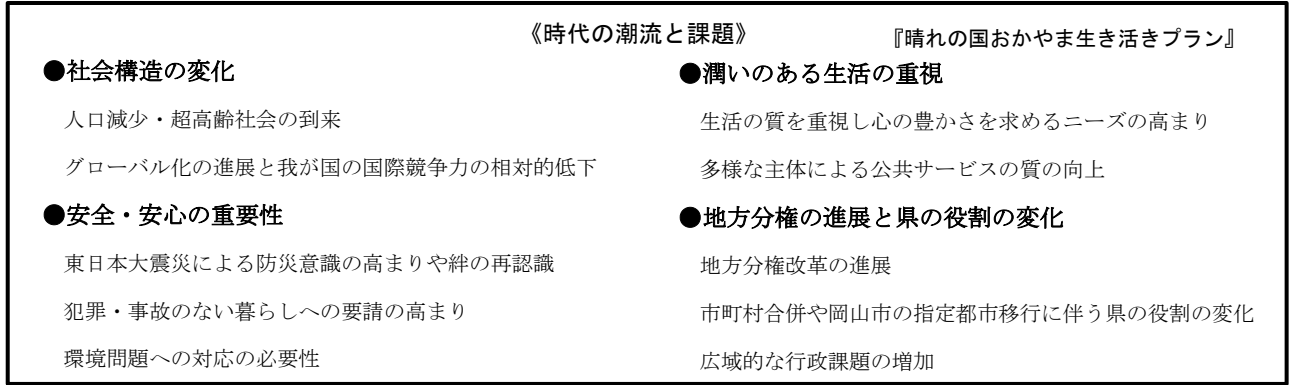 《時代の潮流と課題》
『晴れの国おかやま生き活きプラン』
●社会構造の変化
人口減少・超高齢社会の到来
グローバル化の進展と我が国の国際競争力の相対的低下
●安全・安心の重要性
東日本大震災による防災意識の高まりや絆の再認識
犯罪・事故のない暮らしへの要請の高まり
環境問題への対応の必要性
●潤いのある生活の重視
生活の質を重視し心の豊かさを求めるニーズの高まり
多様な主体による公共サービスの質の向上
●地方分権の進展と県の役割の変化
地方分権改革の進展
市町村合併や岡山市の指定都市移行に伴う県の役割の変化
広域的な行政課題の増加